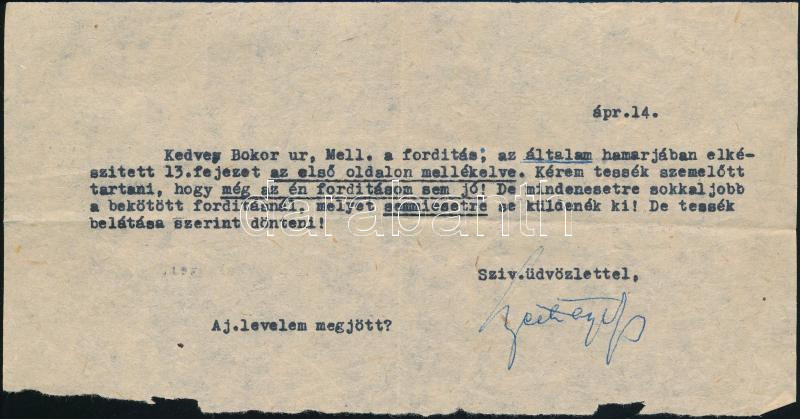 ápr.14.
Kedves Bokor ur, Mell. a forditás; az általam hamarjában elké-
szitett 13.fejezet az első oldalon mellékelve. Kérem tessék szemelőtt
tartani, hogy még az én forditásom sem jó! De mindenesetre sokkaljobb
a bekötött forditásnál, melyet semmiesetre ne küldenék ki! De tessék
belátása szerint dönteni!
Sziv.üdvözlettel,
Aj.levelem megjött?
darabanth